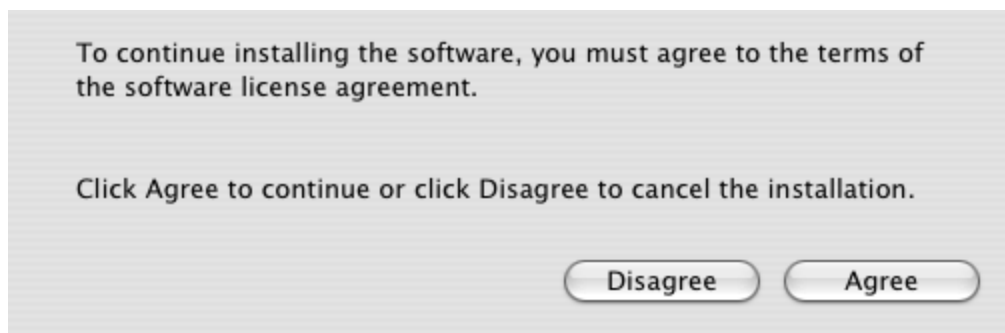 To continue installing the software, you must agree to the terms of
the software license agreement.
Click Agree to continue or click Disagree to cancel the installation.
Disagree Agree